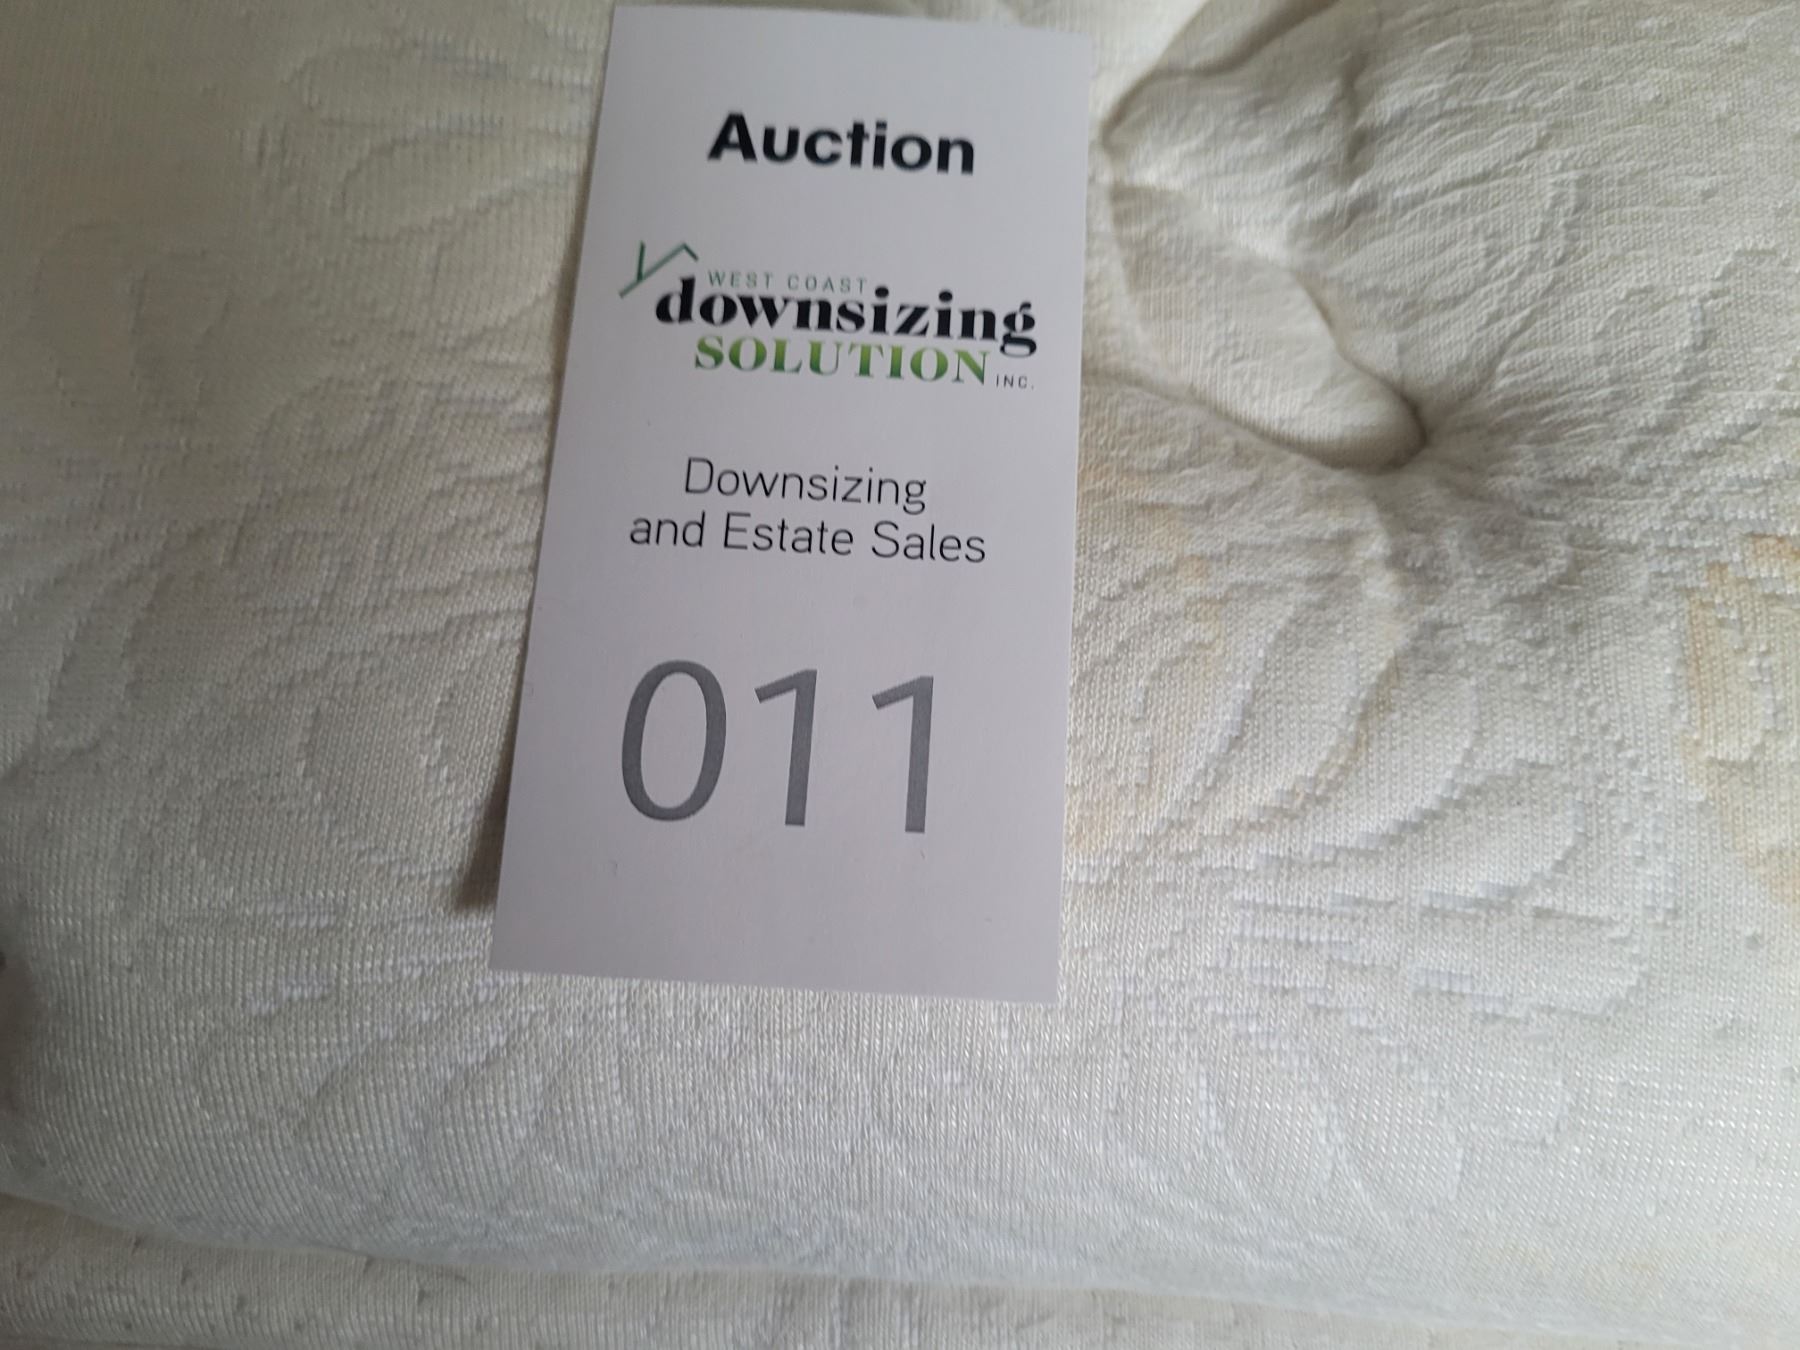 Auction
WEST COAST
downsizing
SOLUTION INC.
Downsizing
and Estate Sales
011